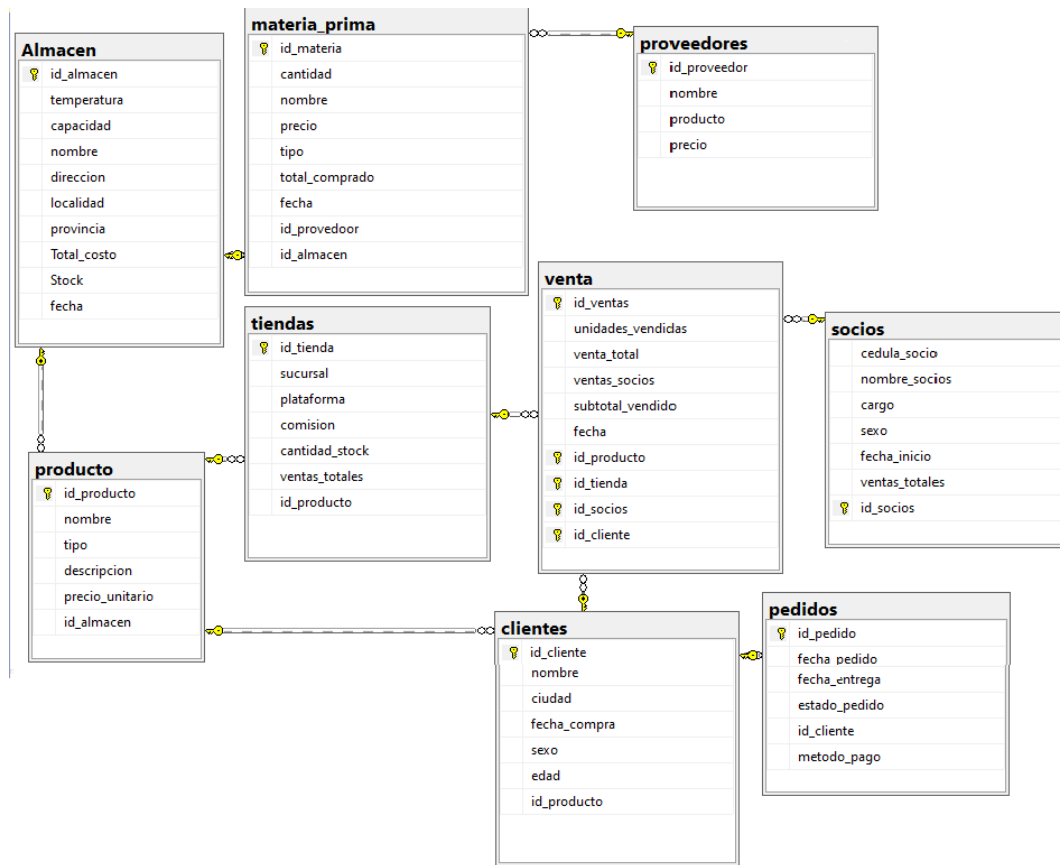 Almacen
id_almacen
temperatura
capacidad
nombre
direccion
localidad
provincia
Total_costo
Stock
fecha
materia_prima
id_materia
cantidad
nombre
precio
tipo
total_comprado
fecha
id_provedoor
id_almacen
proveedores
id_proveedor
nombre
producto
precio
tiendas
id_tienda
sucursal
plataforma
comision
cantidad_stock
ventas_totales
id_producto
venta
id_ventas
unidades_vendidas
venta_total
ventas_socios
subtotal_vendido
fecha
id_producto
id_tienda
id_socios
id_cliente
socios
cedula_socio
nombre_socios
cargo
sexo
fecha_inicio
ventas_totales
id_socios
producto
id_producto
nombre
tipo
descripcion
precio_unitario
id_almacen
clientes
id_cliente
nombre
ciudad
fecha_compra
sexo
edad
id_producto
pedidos
id_pedido
fecha_pedido
fecha_entrega
estado_pedido
id_cliente
metodo_pago